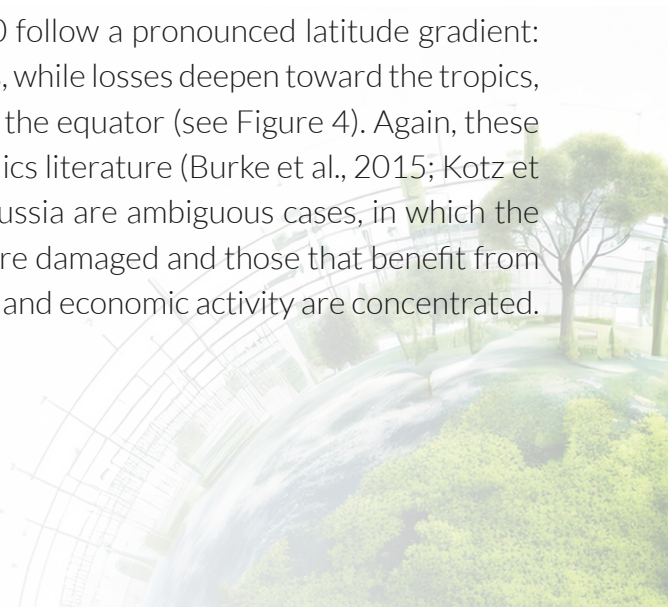 follow a pronounced latitude gradient:
, while losses deepen toward the tropics,
the equator (see Figure 4). Again, these
ics literature (Burke et al., 2015; Kotz et
ussia are ambiguous cases, in which the
re damaged and those that benefit from
and economic activity are concentrated.